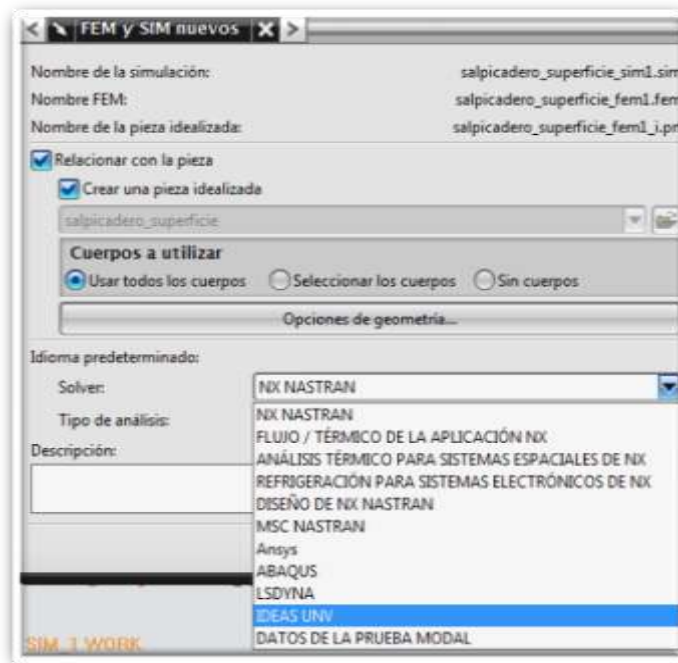 FEM y SIM nuevos
Nombre de la simulación: salpicadero_superficie_sim1.sim
Nombre FEM: salpicadero_superficie_fem1.fem
Nombre de la pieza idealizada: salpicadero_superficie_fem1_i.pr
Relacionar con la pieza
Crear una pieza idealizada
salpicadero_superficie
Cuerpos a utilizar
Usar todos los cuerpos Seleccionar los cuerpos Sin cuerpos
Opciones de geometría...
Idioma predeterminado:
Solver: NX NASTRAN
Tipo de análisis:
Descripción:
NX NASTRAN
FLUJO / TÉRMICO DE LA APLICACIÓN NX
ANÁLISIS TÉRMICO PARA SISTEMAS ESPACIALES DE NX
REFRIGERACIÓN PARA SISTEMAS ELECTRÓNICOS DE NX
DISEÑO DE NX NASTRAN
MSC NASTRAN
Ansys
ABAQUS
LSDYNA
IDEAS UNV
DATOS DE LA PRUEBA MODAL
SIM_1 WORK